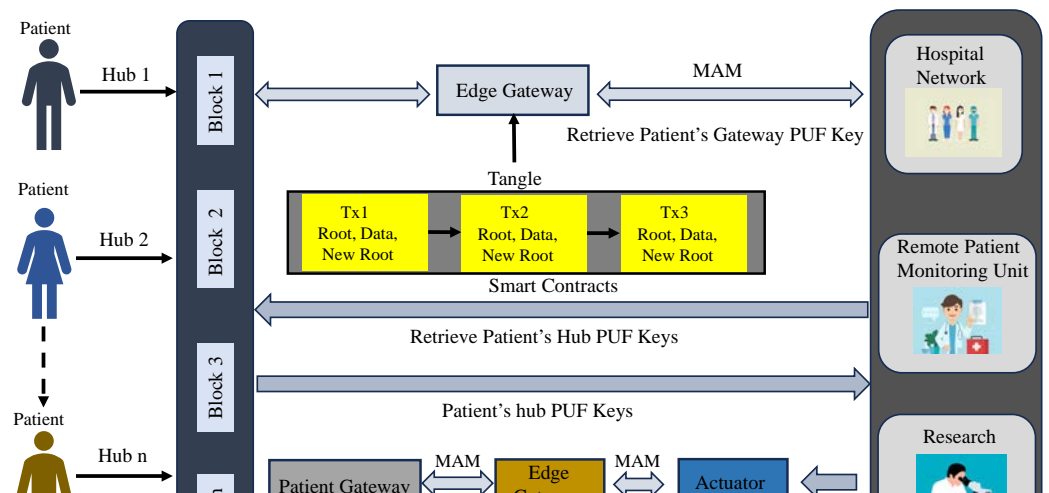 Patient
Hub 1
Block 1
Edge Gateway
MAM
Retrieve Patient's Gateway PUF Key
Hospital
Network
Patient
Hub 2
Block 2
Tangle
Tx1
Root, Data,
New Root
Tx2
Root, Data,
New Root
Tx3
Root, Data,
New Root
Smart Contracts
Remote Patient
Monitoring Unit
Retrieve Patient's Hub PUF Keys
Block 3
Patient's hub PUF Keys
Patient
Hub n
Patient Gateway
MAM
Edge
MAM
Actuator
Research